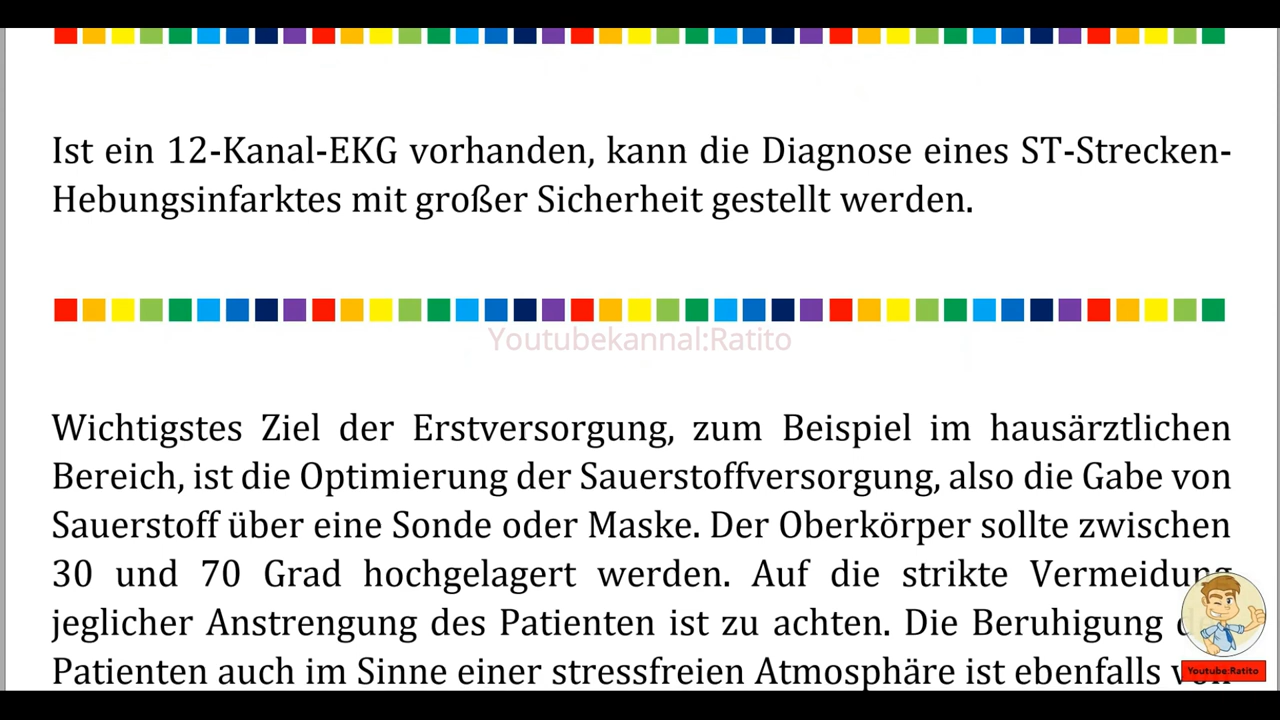 Ist ein 12-Kanal-EKG vorhanden, kann die Diagnose eines ST-Strecken-
Hebungsinfarktes mit großer Sicherheit gestellt werden.
Youtubekannal:Ratito
Wichtigstes Ziel der Erstversorgung, zum Beispiel im hausärztlichen
Bereich, ist die Optimierung der Sauerstoffversorgung, also die Gabe von
Sauerstoff über eine Sonde oder Maske. Der Oberkörper sollte zwischen
30 und 70 Grad hochgelagert werden. Auf die strikte Vermeidung
jeglicher Anstrengung des Patienten ist zu achten. Die Beruhigung
Patienten auch im Sinne einer stressfreien Atmosphäre ist ebenfalls von
Youtube:Ratito